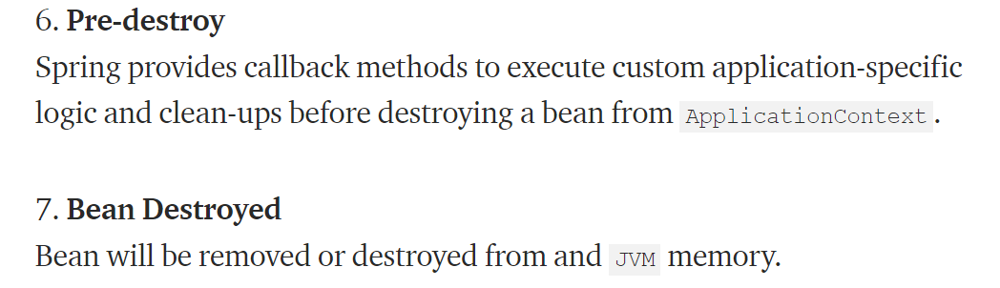 6. Pre-destroy
Spring provides callback methods to execute custom application-specific
logic and clean-ups before destroying a bean from ApplicationContext.
7. Bean Destroyed
Bean will be removed or destroyed from and JVM memory.